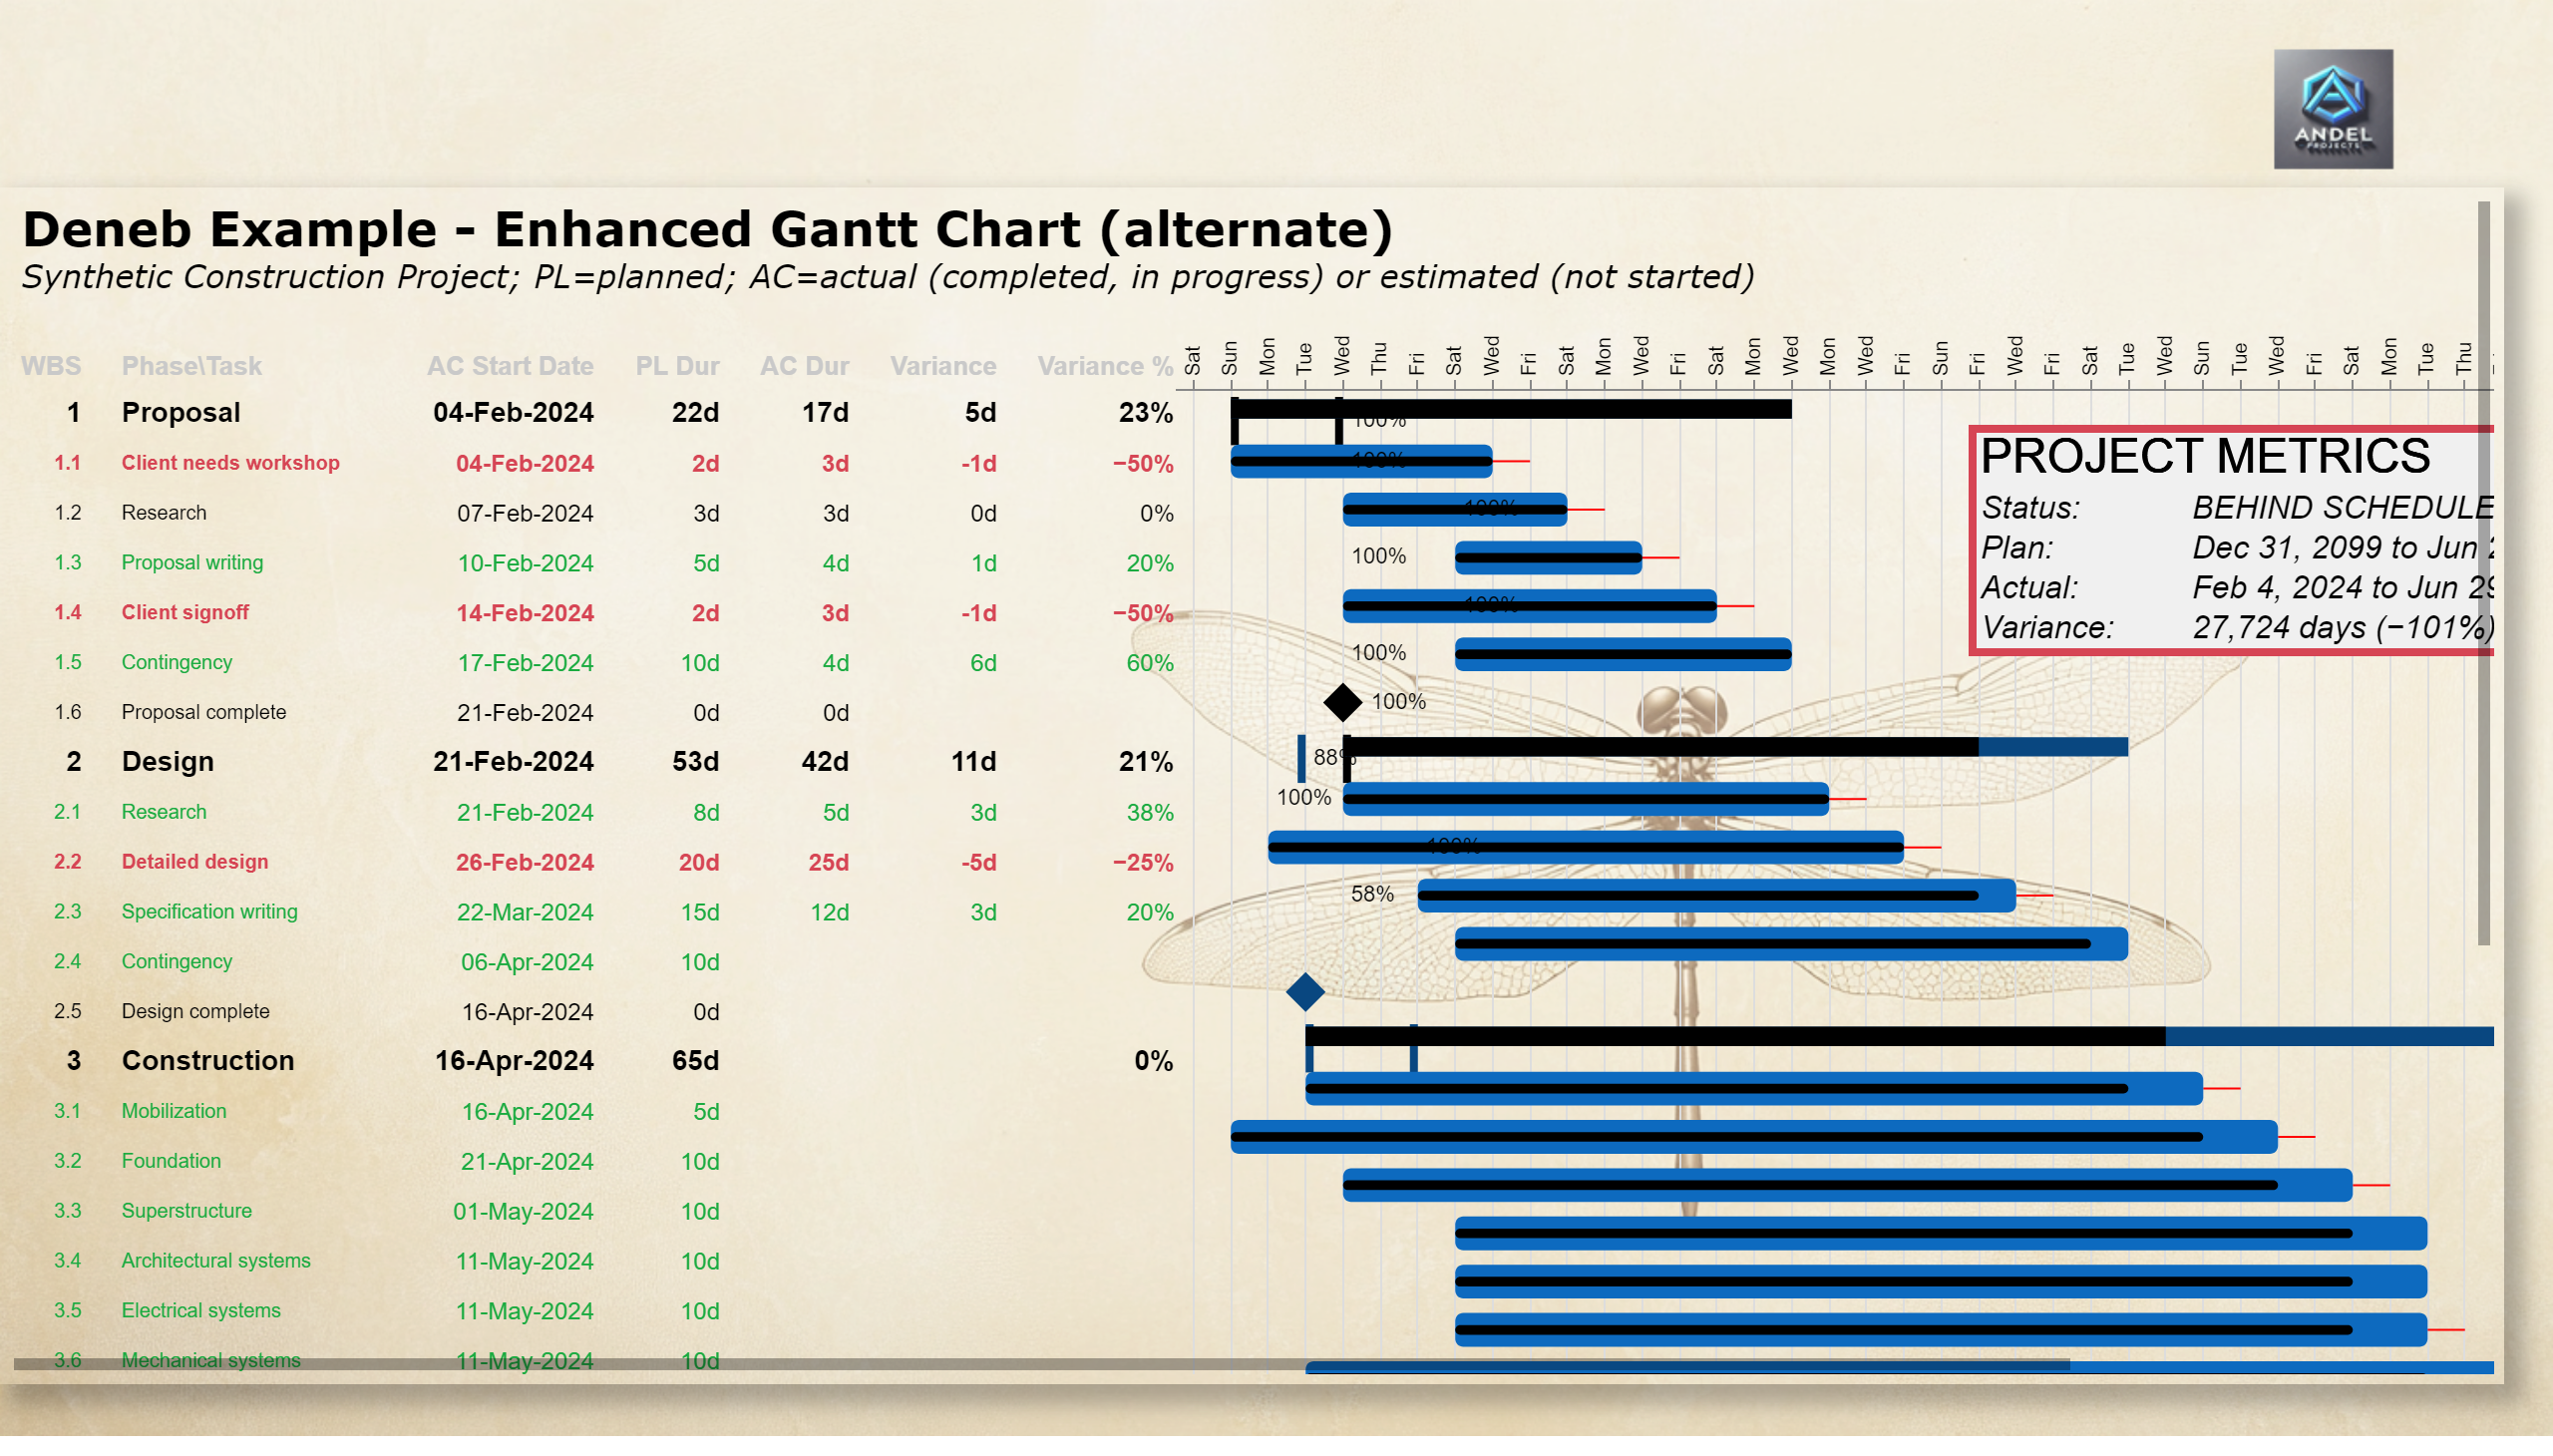 ANDEL
PROJECTS
Deneb Example - Enhanced Gantt Chart (alternate)
Synthetic Construction Project; PL=planned; AC=actual (completed, in progress) or estimated (not started)
WBS Phase\Task AC Start Date PL Dur AC Dur Variance Variance % Sat Sun Mon Tue Wed Thu Fri Sat Wed Fri Sat Mon Wed Fri Sat Mon Wed Mon Wed Fri Sun Fri Wed Fri Sat Tue Wed Sun Tue Wed Fri Sat Mon Tue Thu
1 Proposal 04-Feb-2024 22d 17d 5d 23% 100%
1.1 Client needs workshop 04-Feb-2024 2d 3d -1d −50% 100%
1.2 Research 07-Feb-2024 3d 3d 0d 0% 100%
1.3 Proposal writing 10-Feb-2024 5d 4d 1d 20% 100%
1.4 Client signoff 14-Feb-2024 2d 3d -1d −50% 100%
1.5 Contingency 17-Feb-2024 10d 4d 6d 60% 100%
1.6 Proposal complete 21-Feb-2024 0d 0d 100%
2 Design 21-Feb-2024 53d 42d 11d 21% 88%
2.1 Research 21-Feb-2024 8d 5d 3d 38% 100%
2.2 Detailed design 26-Feb-2024 20d 25d -5d −25% 100%
2.3 Specification writing 22-Mar-2024 15d 12d 3d 20% 58%
2.4 Contingency 06-Apr-2024 10d
2.5 Design complete 16-Apr-2024 0d
3 Construction 16-Apr-2024 65d 0%
3.1 Mobilization 16-Apr-2024 5d
3.2 Foundation 21-Apr-2024 10d
3.3 Superstructure 01-May-2024 10d
3.4 Architectural systems 11-May-2024 10d
3.5 Electrical systems 11-May-2024 10d
3.6 Mechanical systems 11-May-2024 10d
PROJECT METRICS
Status: BEHIND SCHEDULE
Plan: Dec 31, 2099 to Jun
Actual: Feb 4, 2024 to Jun 29
Variance: 27,724 days (−101%)